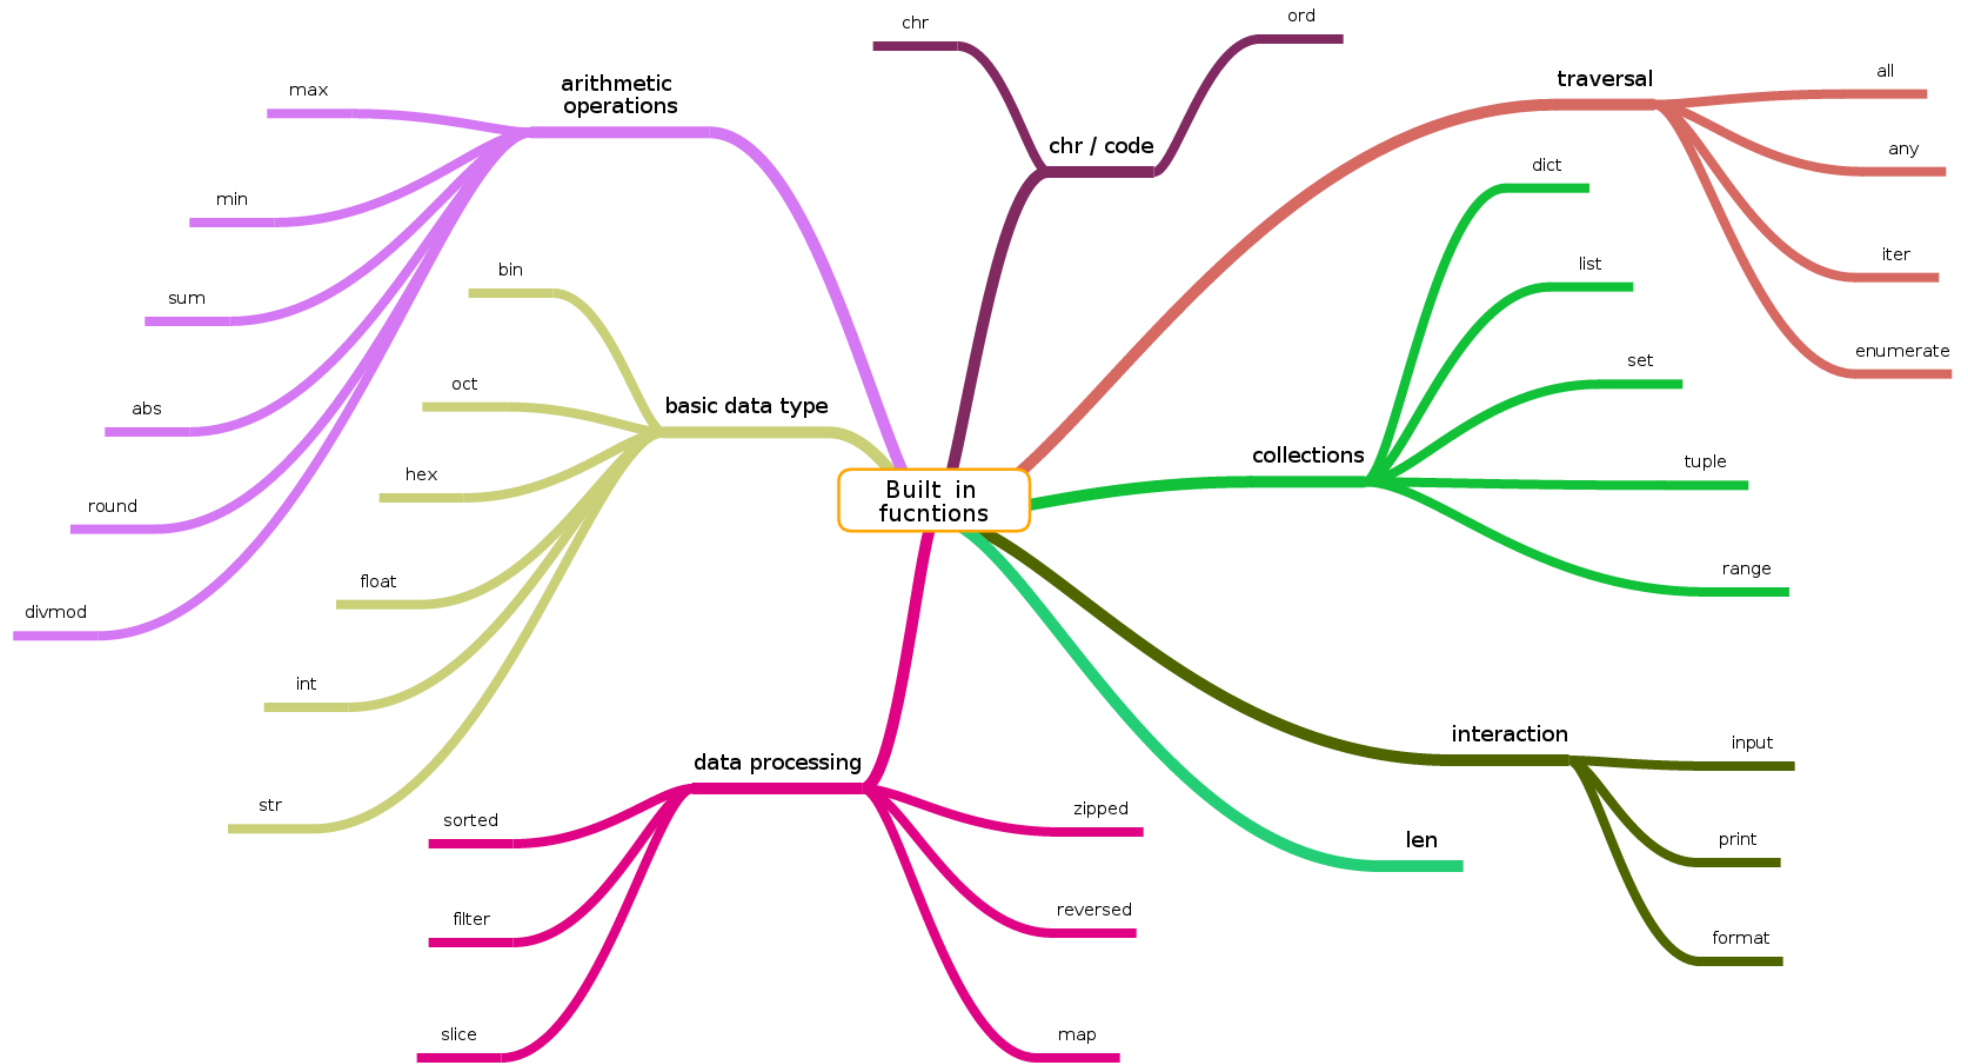 Built in
fucntions
arithmetic
operations
max
min
sum
abs
round
divmod
basic data type
bin
oct
hex
float
int
str
chr / code
chr
ord
traversal
all
any
iter
enumerate
collections
dict
list
set
tuple
range
interaction
input
print
format
len
data processing
sorted
filter
slice
zipped
reversed
map